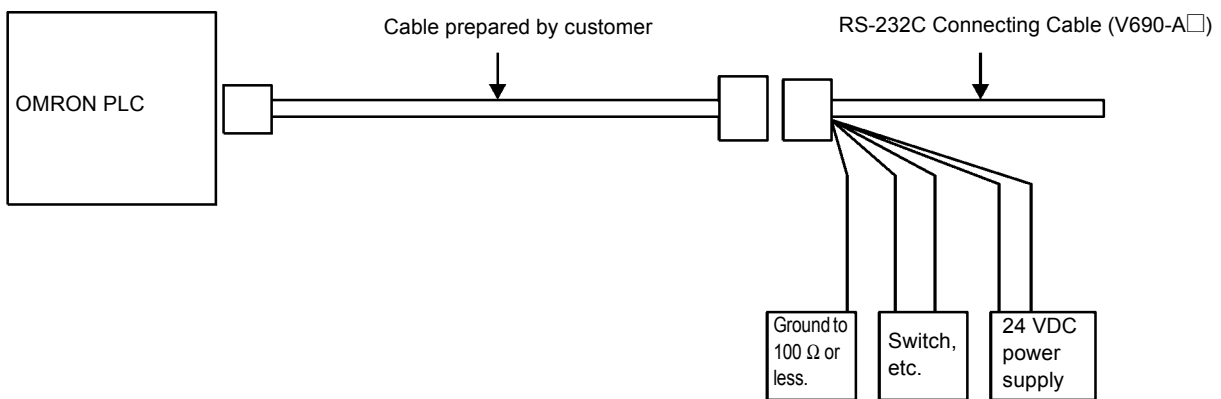 Cable prepared by customer
RS-232C Connecting Cable (V690-A□)
OMRON PLC
Ground to
100 Ω or
less.
Switch,
etc.
24 VDC
power
supply